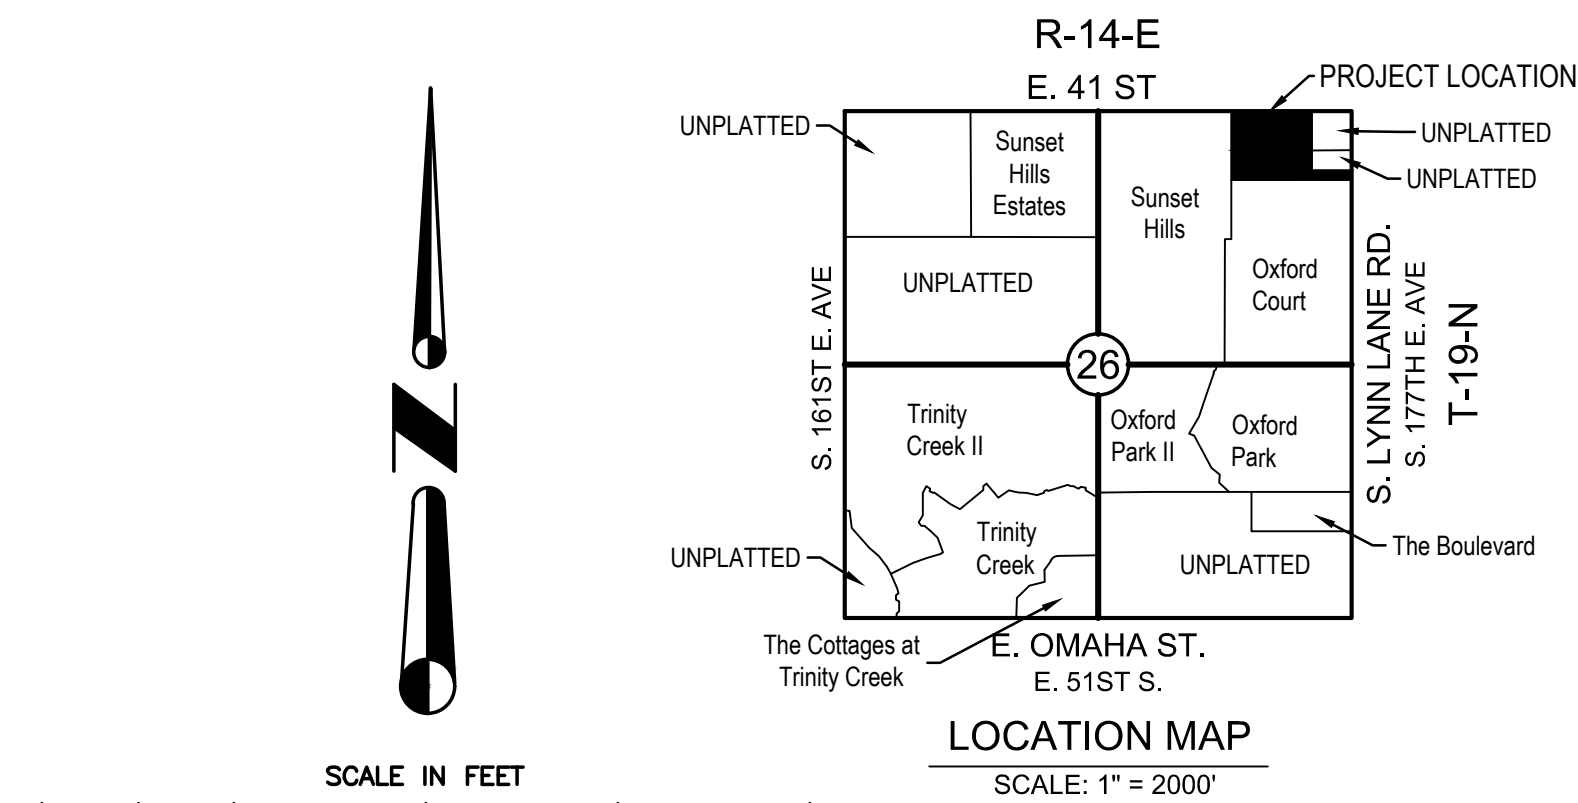 R-14-E
E. 41 ST
PROJECT LOCATION
UNPLATTED
Sunset
Hills
Estates
Sunset
Hills
UNPLATTED
UNPLATTED
UNPLATTED
Oxford
Court
S. 161ST E. AVE
S. LYNN LANE RD.
S. 177TH E. AVE
T-19-N
26
Trinity
Creek II
Oxford
Park II
Oxford
Park
Trinity
Creek
UNPLATTED
UNPLATTED
The Boulevard
The Cottages at
Trinity Creek
E. OMAHA ST.
E. 51ST S.
N
LOCATION MAP
SCALE: 1" = 2000'
SCALE IN FEET